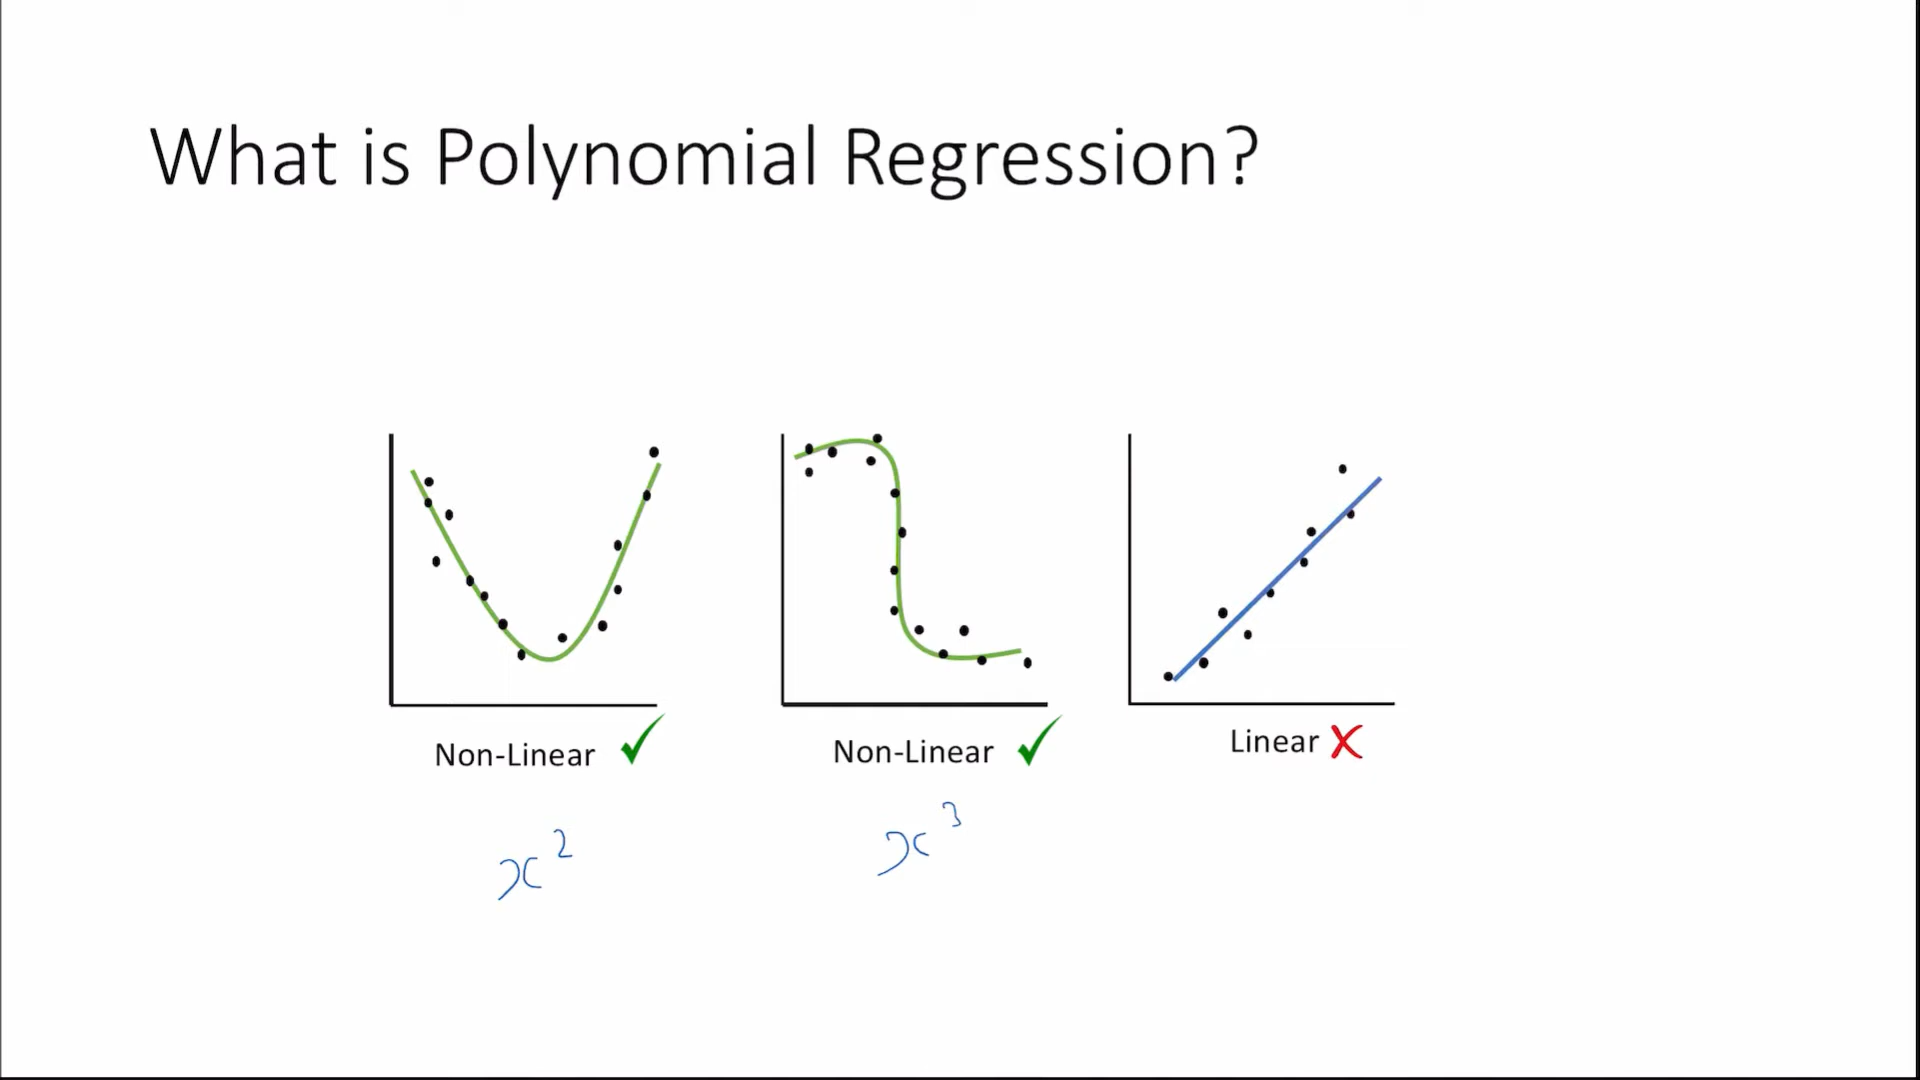 What is Polynomial Regression?
Non-Linear
Non-Linear
Linear
x²
x³